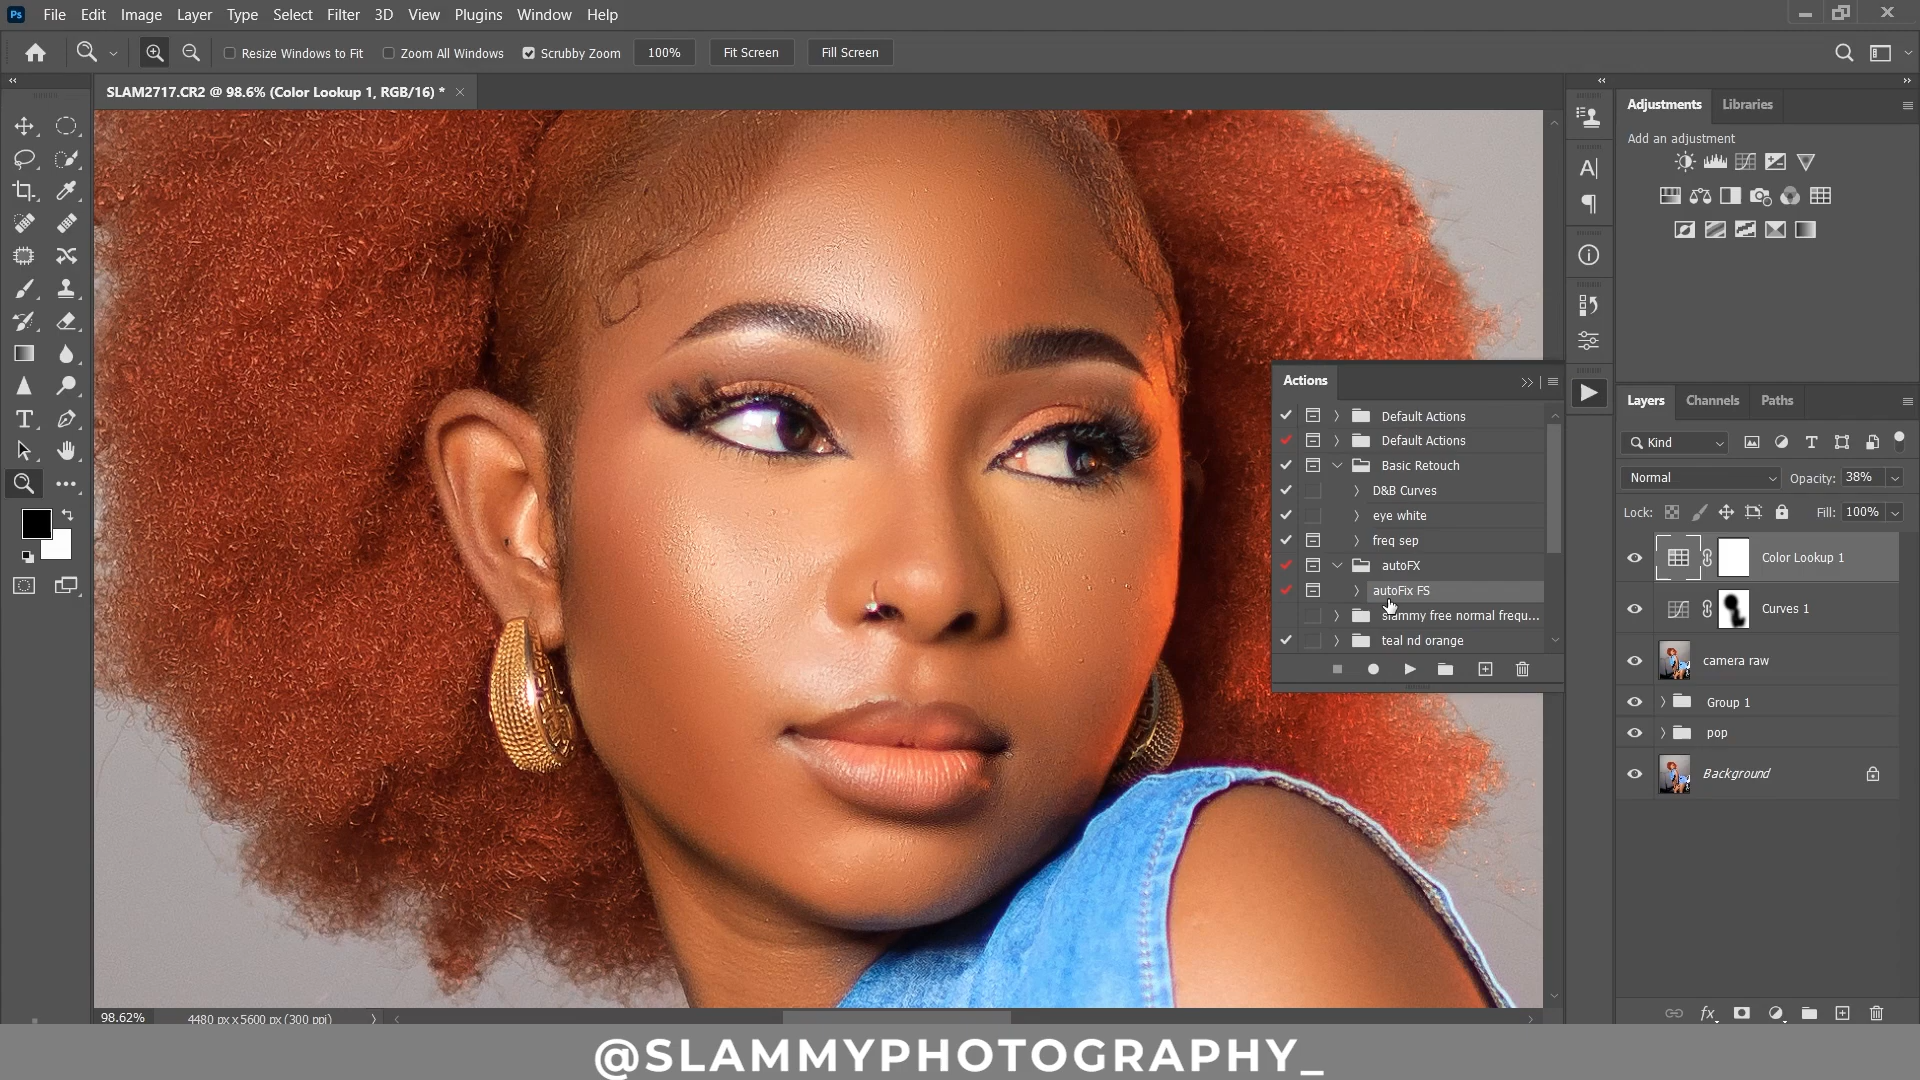 Ps File Edit Image Layer Type Select Filter 3D View Plugins Window Help
Resize Windows to Fit Zoom All Windows Scrubby Zoom 100% Fit Screen Fill Screen
SLAM2717.CR2 @ 98.6% (Color Lookup 1, RGB/16) *
Adjustments Libraries
Add an adjustment
Actions
Default Actions
Default Actions
Basic Retouch
D&B Curves
eye white
freq sep
autoFX
autoFix FS
slammy free normal frequ...
teal nd orange
Layers Channels Paths
Kind
Normal Opacity: 38%
Lock: Fill: 100%
Color Lookup 1
Curves 1
camera raw
Group 1
pop
Background
98.62% 4480 px x 5600 px (300 ppi)
@SLAMMYPHOTOGRAPHY_